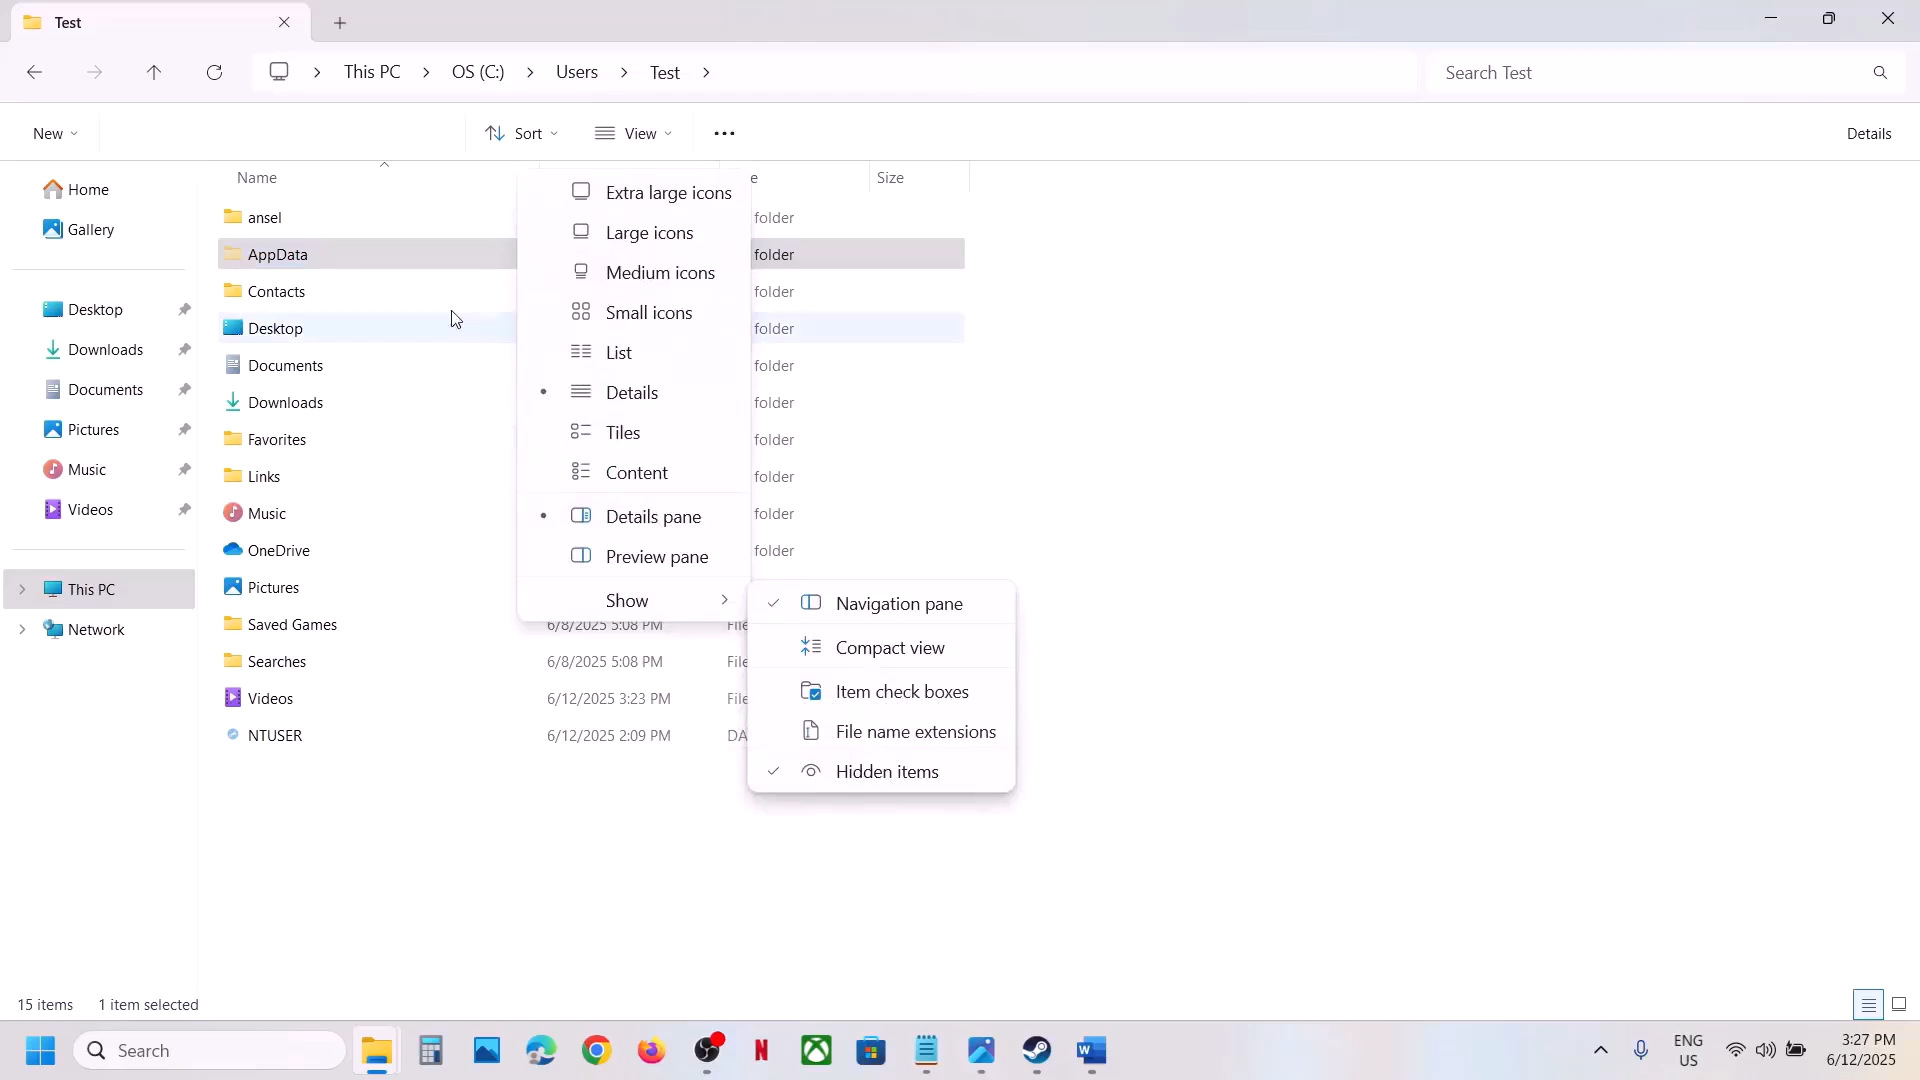 Test
This PC
OS (C:)
Users
Test
Search Test
New
Sort
View
Details
Home
Gallery
Desktop
Downloads
Documents
Pictures
Music
Videos
This PC
Network
Name
Size
ansel
folder
AppData
folder
Contacts
folder
Desktop
folder
Documents
folder
Downloads
folder
Favorites
folder
Links
folder
Music
folder
OneDrive
folder
Pictures
Saved Games
6/8/2025 5:08 PM
Searches
6/8/2025 5:08 PM
Videos
6/12/2025 3:23 PM
NTUSER
6/12/2025 2:09 PM
Extra large icons
Large icons
Medium icons
Small icons
List
Details
Tiles
Content
Details pane
Preview pane
Show
Navigation pane
Compact view
Item check boxes
File name extensions
Hidden items
15 items
1 item selected
Search
ENG
US
3:27 PM
6/12/2025